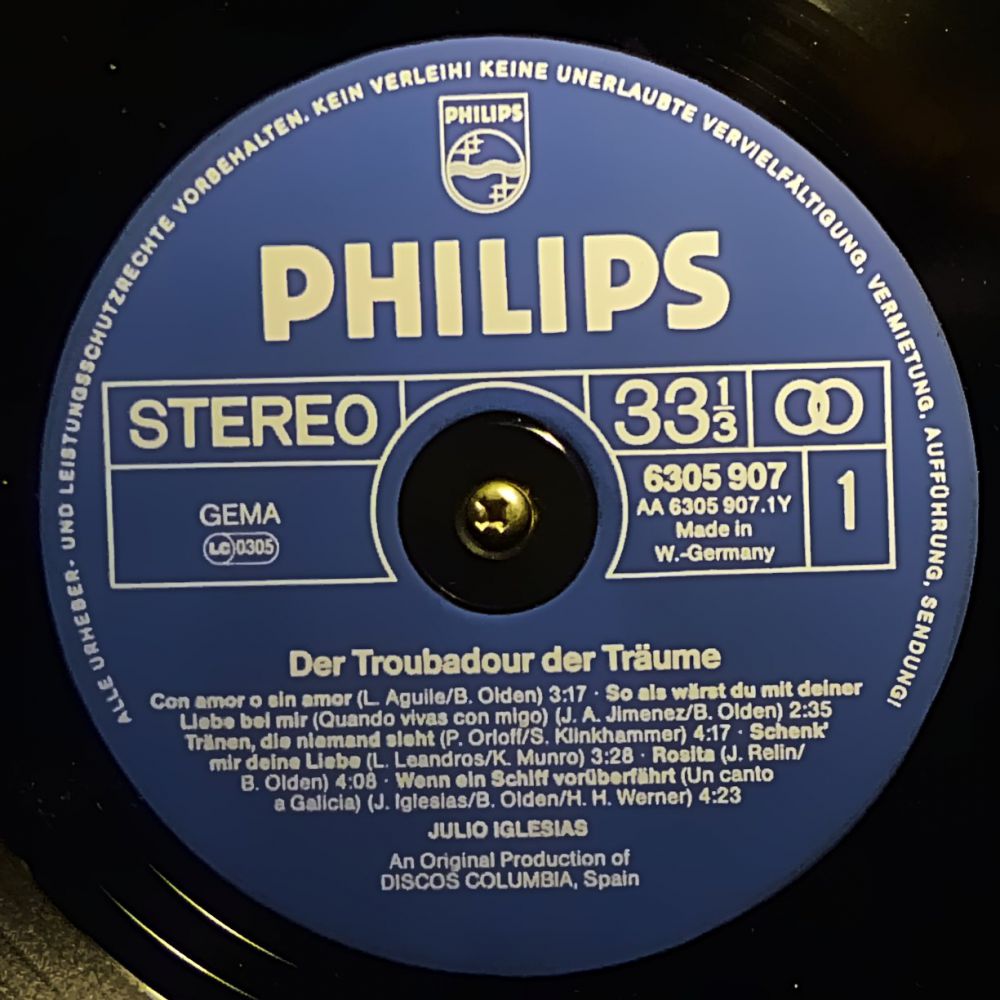 ALLE URHEBER- UND LEISTUNGSSCHUTZRECHTE VORBEHALTEN. KEIN VERLEIH! KEINE UNERLAUBTE VERVIELFÄLTIGUNG, VERMIETUNG, AUFFÜHRUNG, SENDUNG!
PHILIPS
PHILIPS
STEREO
33 1/3
6305 907
AA 6305 907.1Y
Made in
W.-Germany
1
GEMA
LC 0305
Der Troubadour der Träume
Con amor o sin amor (L. Aguile/B. Olden) 3:17 · So als wärst du mit deiner
Liebe bei mir (Quando vivas con migo) (J. A. Jimenez/B. Olden) 2:35
Tränen, die niemand sieht (P. Orloff/S. Klinkhammer) 4:17 · Schenk'
mir deine Liebe (L. Leandros/K. Munro) 3:28 · Rosita (J. Relin/
B. Olden) 4:08 · Wenn ein Schiff vorüberfährt (Un canto
a Galicia) (J. Iglesias/B. Olden/H. H. Werner) 4:23
JULIO IGLESIAS
An Original Production of
DISCOS COLUMBIA, Spain